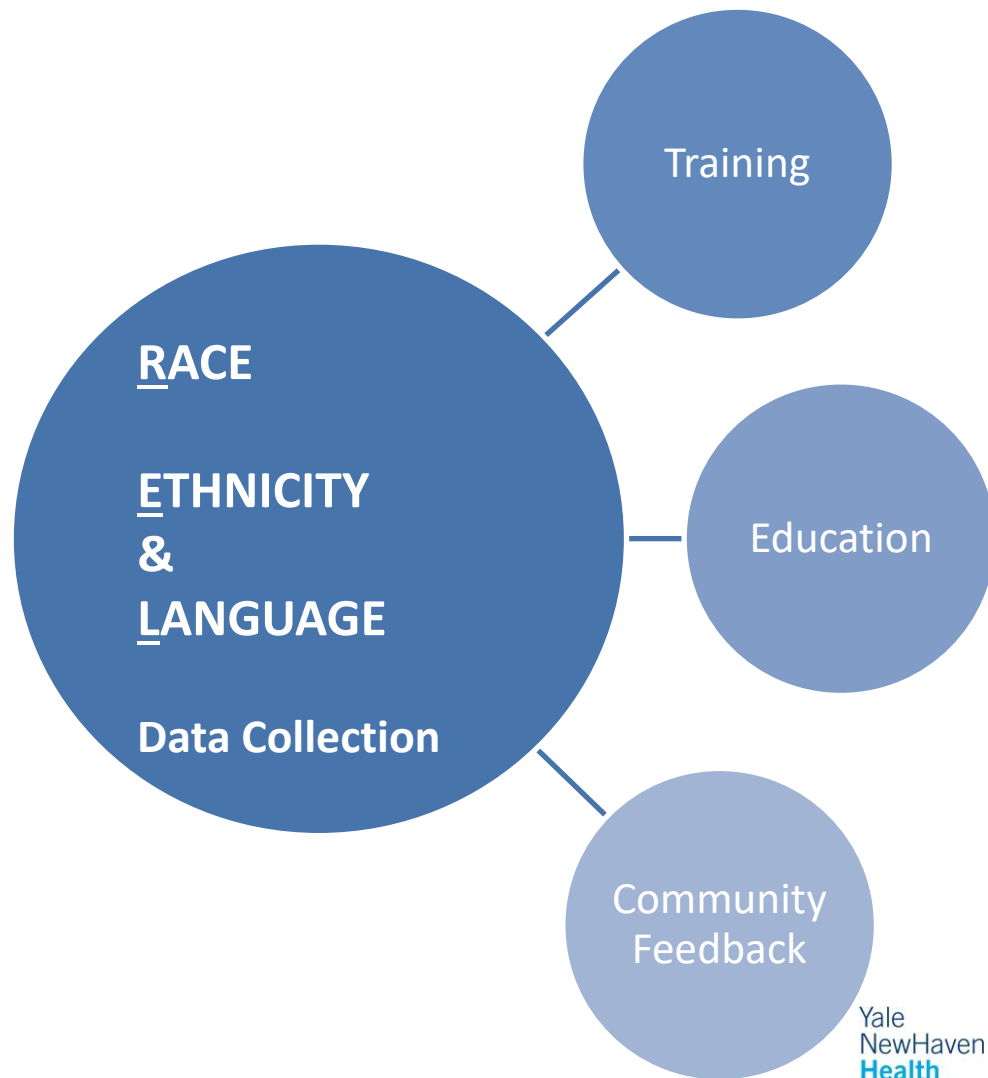 RACE
ETHNICITY
&
LANGUAGE
Data Collection
Training
Education
Community
Feedback
Yale
NewHaven
Health